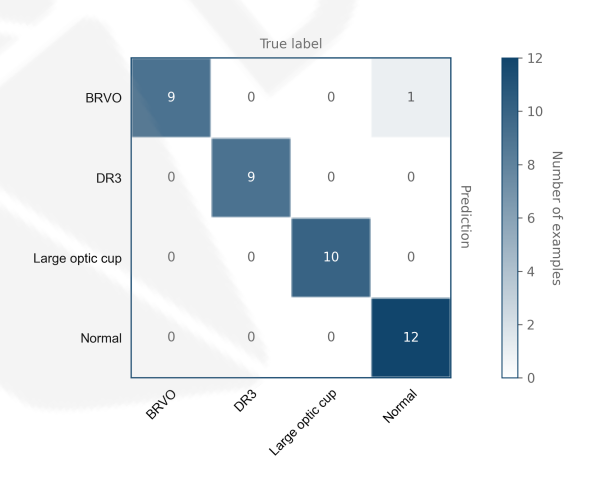 True label
BRVO 9 0 0 1
DR3 0 9 0 0
Large optic cup 0 0 10 0
Normal 0 0 0 12
BRVO DR3 Large optic cup Normal
Prediction
12
10
8
6
4
2
0
Number of examples